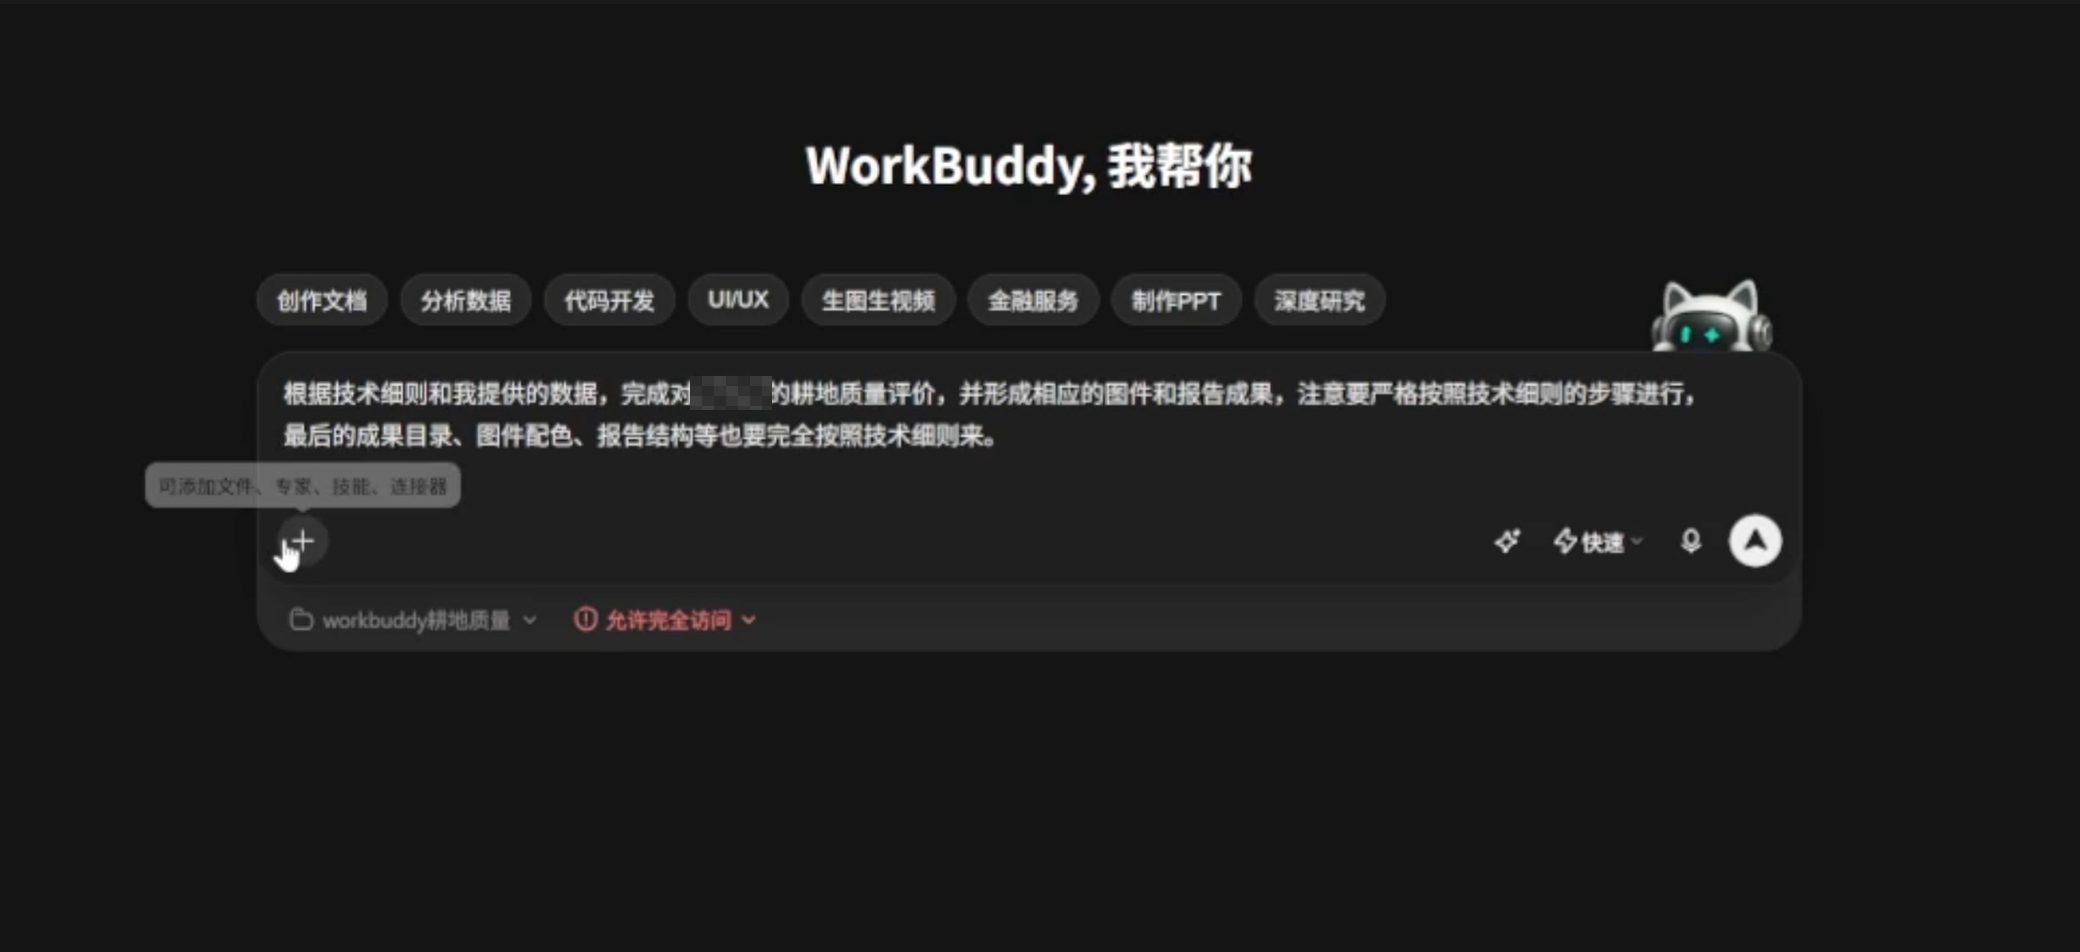 WorkBuddy, 我帮你
创作文档 分析数据 代码开发 UI/UX 生图生视频 金融服务 制作PPT 深度研究
根据技术细则和我提供的数据，完成对的耕地质量评价，并形成相应的图件和报告成果，注意要严格按照技术细则的步骤进行，
最后的成果目录、图件配色、报告结构等也要完全按照技术细则来。
可添加文件、专家、技能、连接器
快速
workbuddy耕地质量 允许完全访问